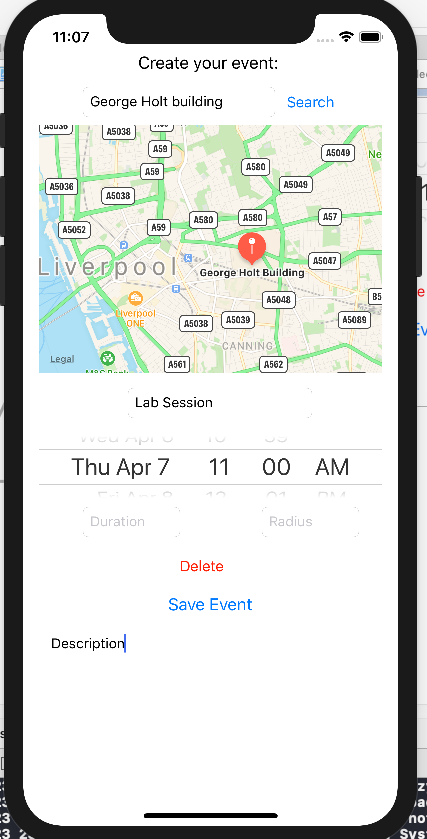 11:07
Create your event:
George Holt building Search
A5036 A5038
A59 A5049
A59 A580
A5036 A5038 A5049
A5052 A59 A580 A580 A57
Liverpool A5047
George Holt Building
A5048
Liverpool
ONE
A5038 A5039 A5089
CANNING
Legal A561 A562
M&S Bank
Lab Session
Wed Apr 6 10 59
Thu Apr 7 11 00 AM
Fri Apr 8 12 01 PM
Duration Radius
Delete
Save Event
Description